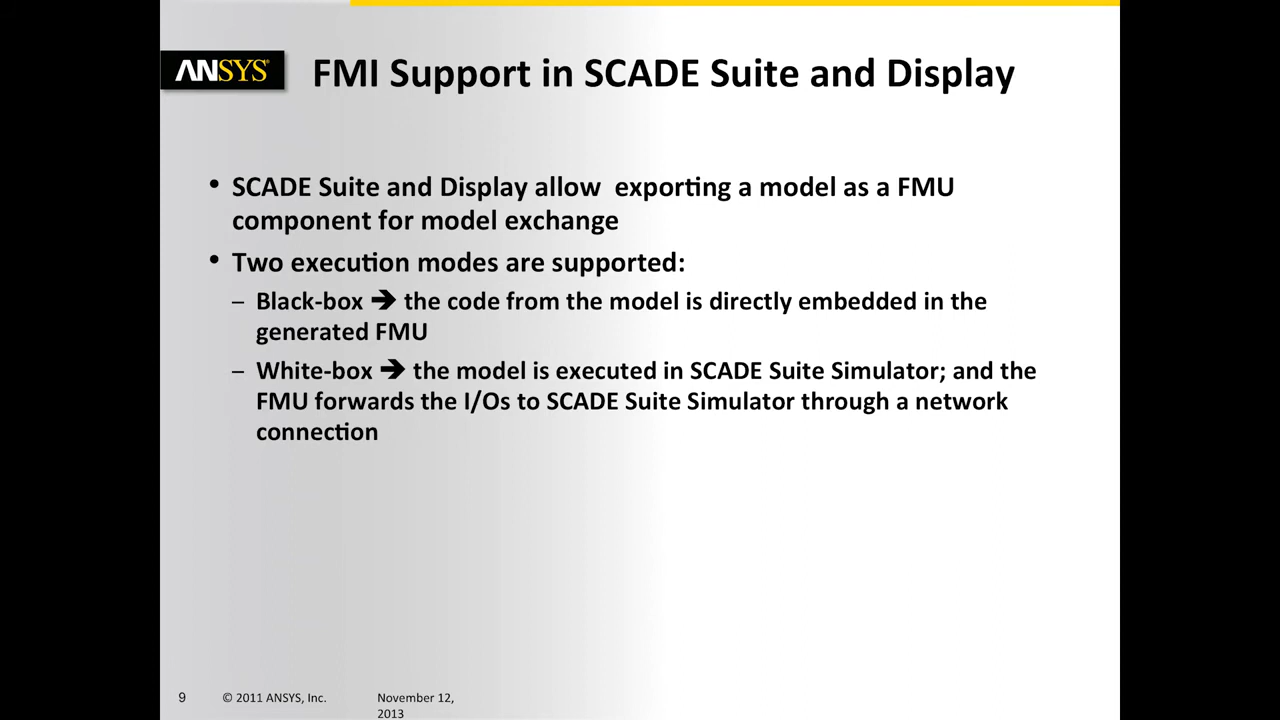 ANSYS®
FMI Support in SCADE Suite and Display
• SCADE Suite and Display allow  exporting a model as a FMU
component for model exchange
• Two execution modes are supported:
– Black-box ➔ the code from the model is directly embedded in the
generated FMU
– White-box ➔ the model is executed in SCADE Suite Simulator; and the
FMU forwards the I/Os to SCADE Suite Simulator through a network
connection
9 © 2011 ANSYS, Inc. November 12,
2013